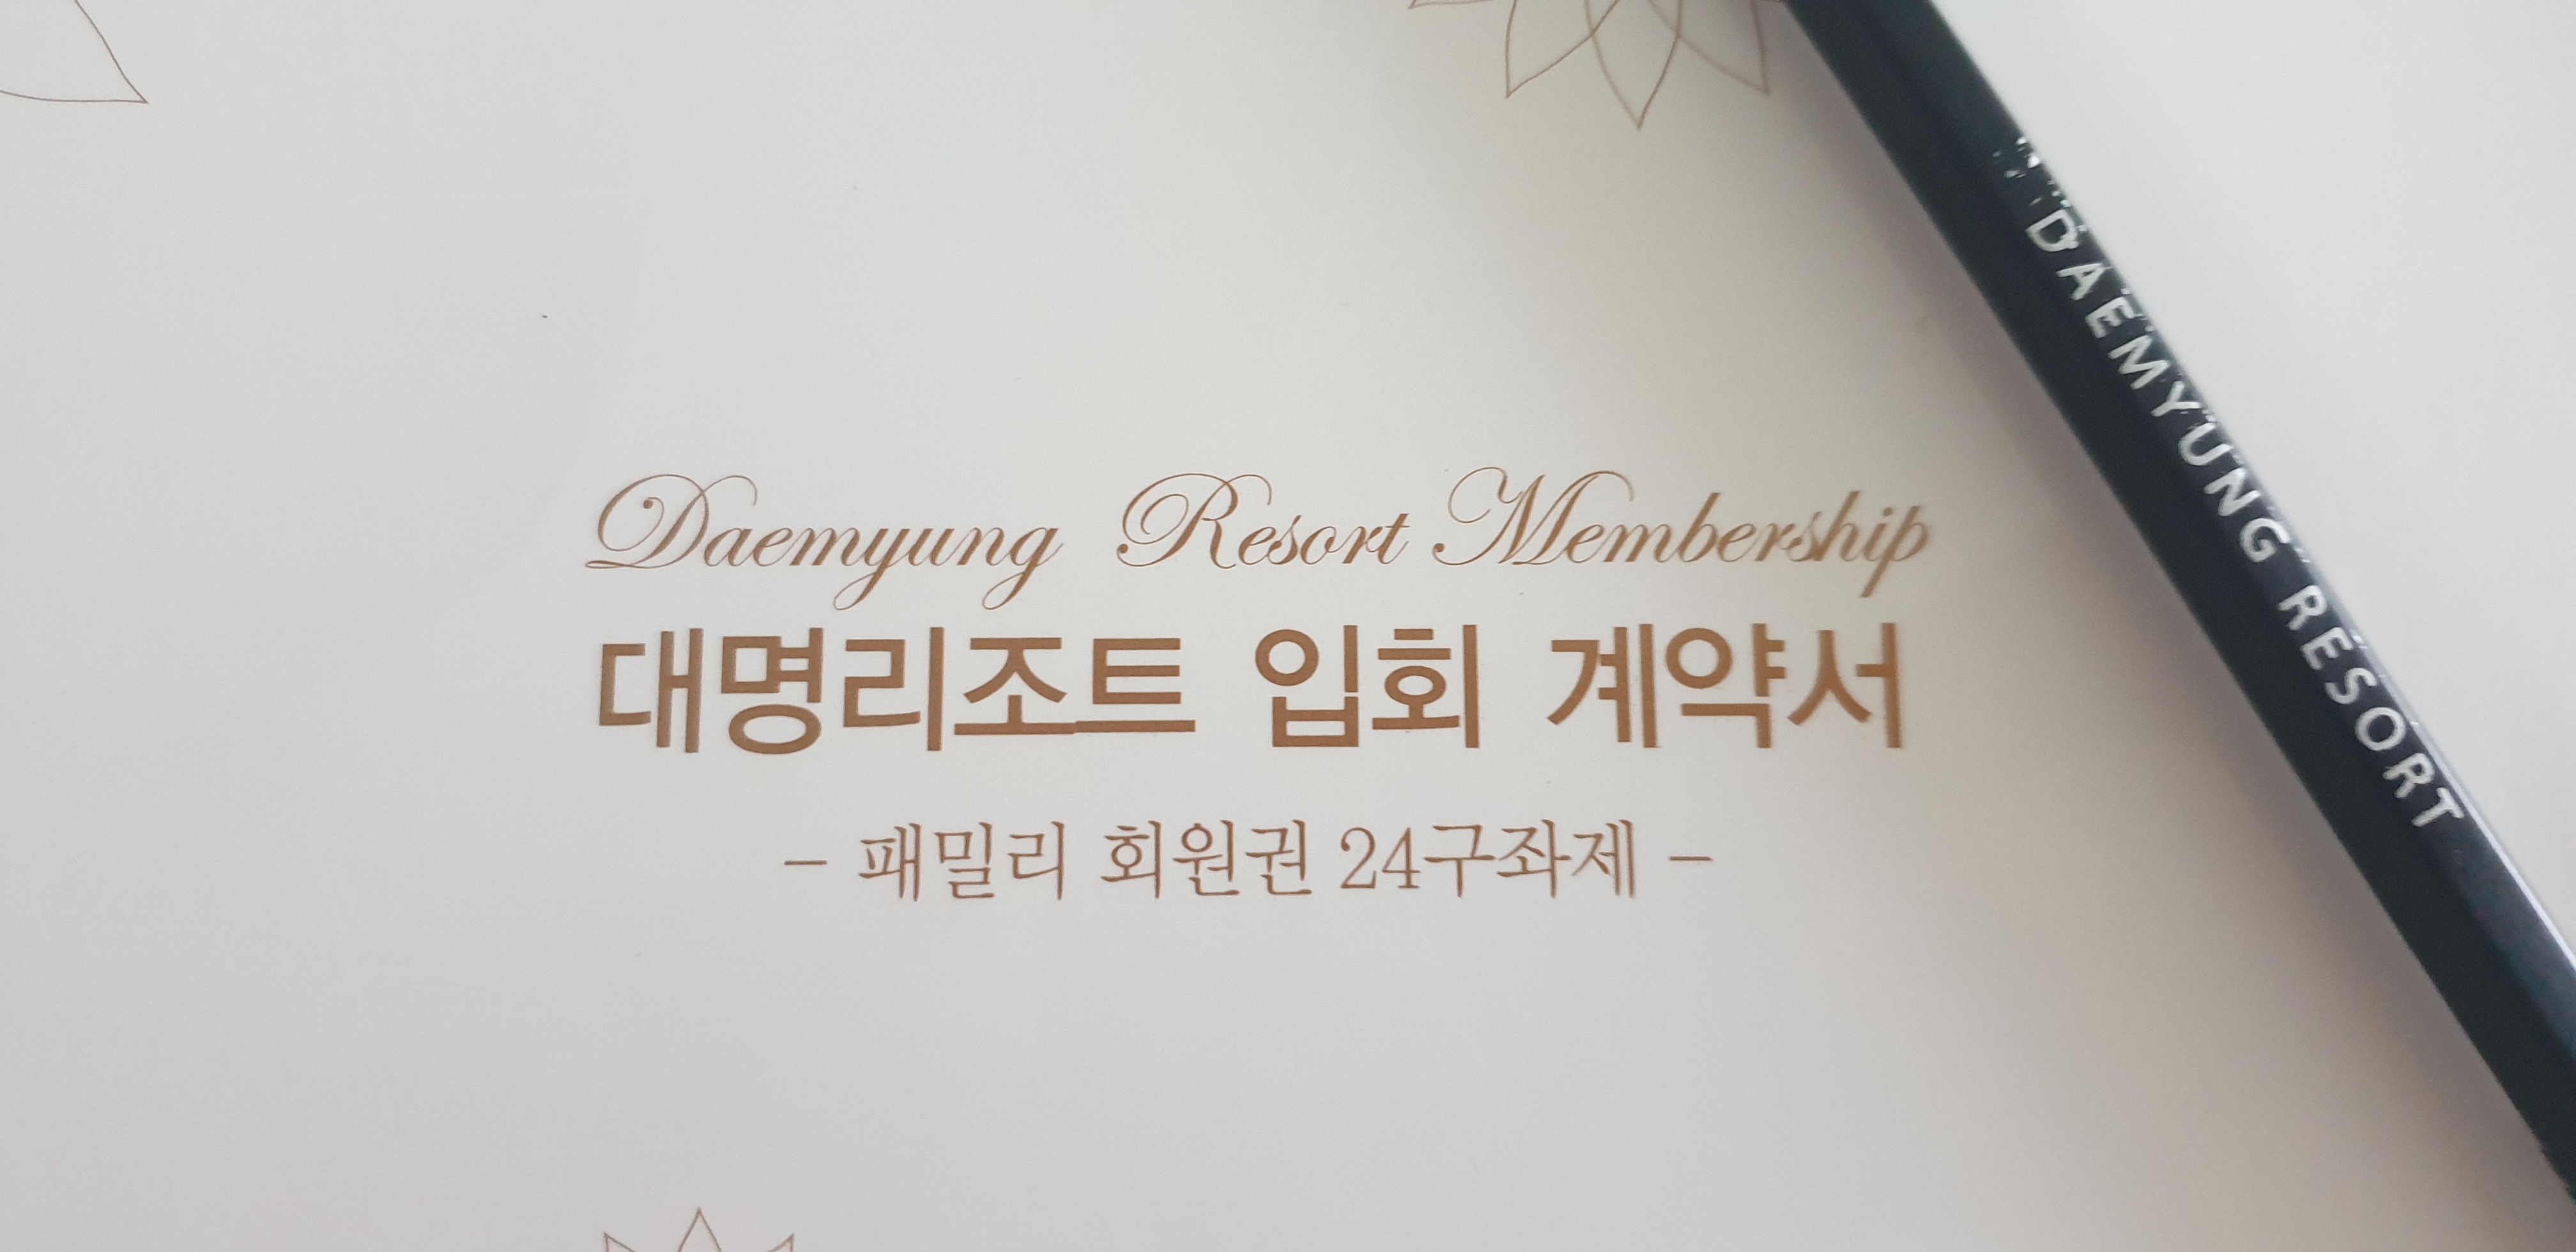 Daemyung Resort Membership
대명리조트 입회 계약서
- 패밀리 회원권 24구좌제 -
DAEMYUNG RESORT